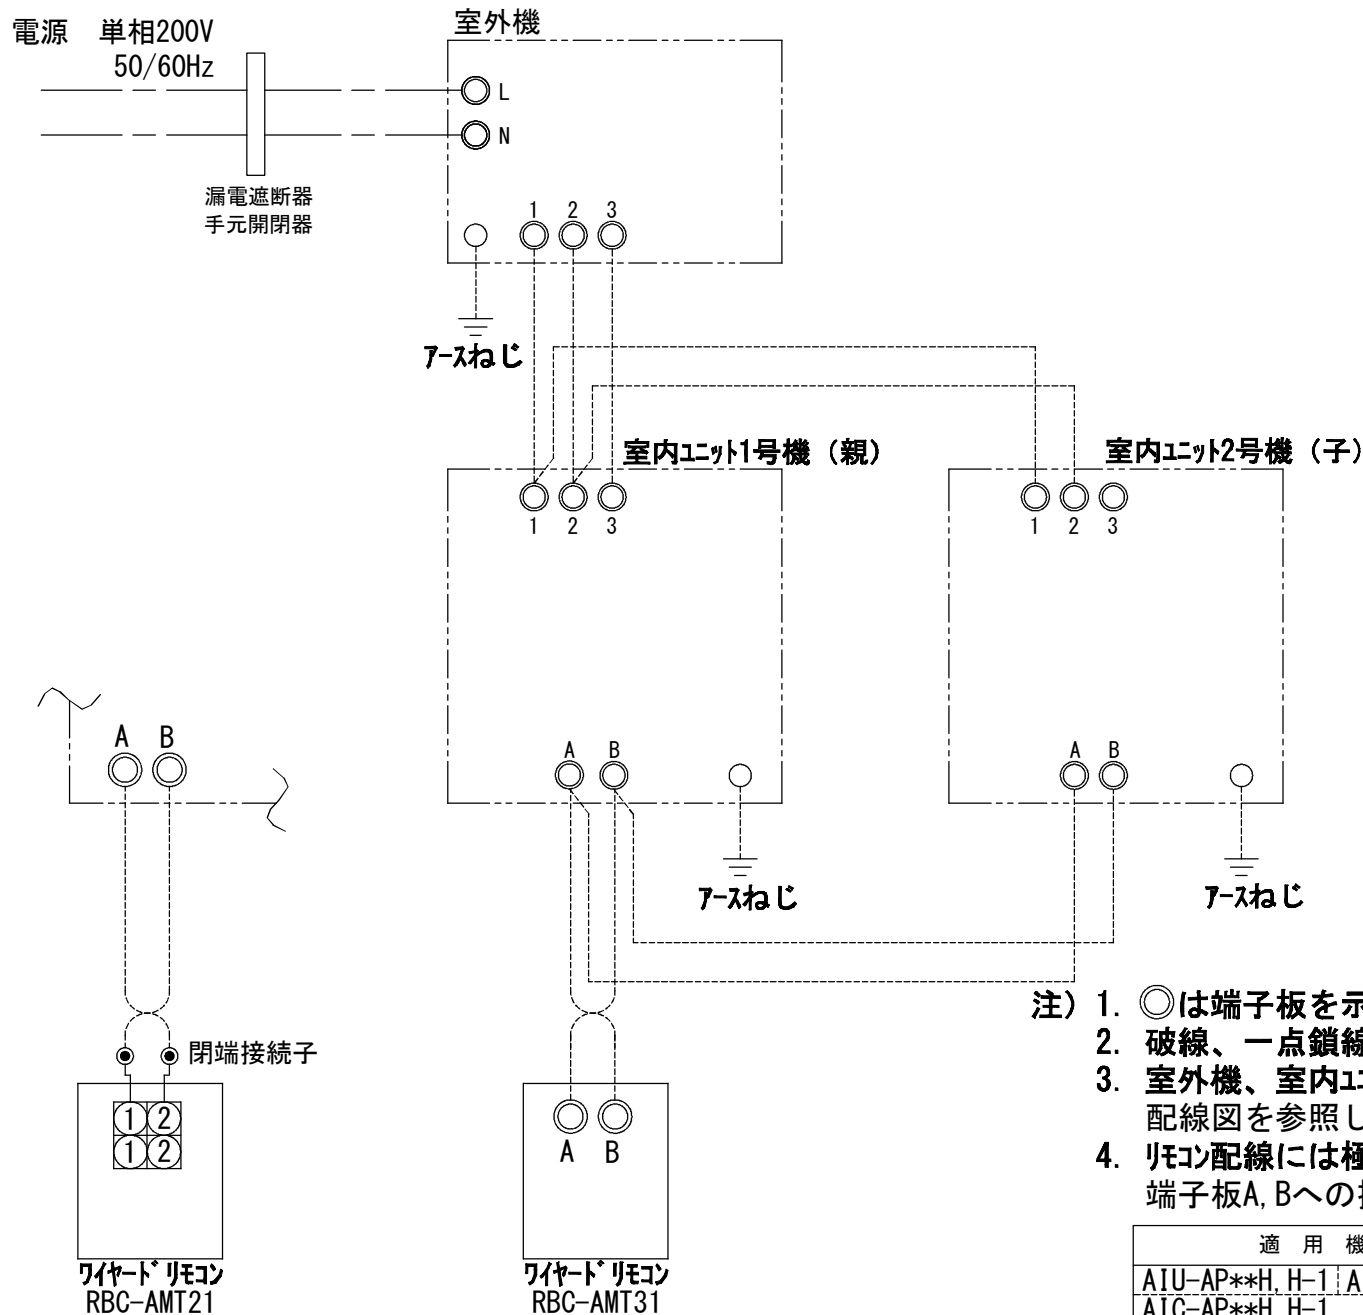 電源　単相200V
50/60Hz
室外機
L
N
漏電遮断器
手元開閉器
1 2 3
ｱｰｽねじ
室内ﾕﾆｯﾄ1号機（親）
室内ﾕﾆｯﾄ2号機（子）
1 2 3
1 2 3
A B
A B
A B
ｱｰｽねじ
ｱｰｽねじ
閉端接続子
1 2
1 2
A B
ﾜｲﾔｰﾄﾞﾘﾓｺﾝ
RBC-AMT21
ﾜｲﾔｰﾄﾞﾘﾓｺﾝ
RBC-AMT31
注) 1. ◎は端子板を示
2. 破線、一点鎖線
3. 室外機、室内ﾕﾆ
配線図を参照し
4. ﾘﾓｺﾝ配線には極
端子板A,Bへの接
適 用 機
AIU-AP**H,H-1 A
AIC-AP**H,H-1